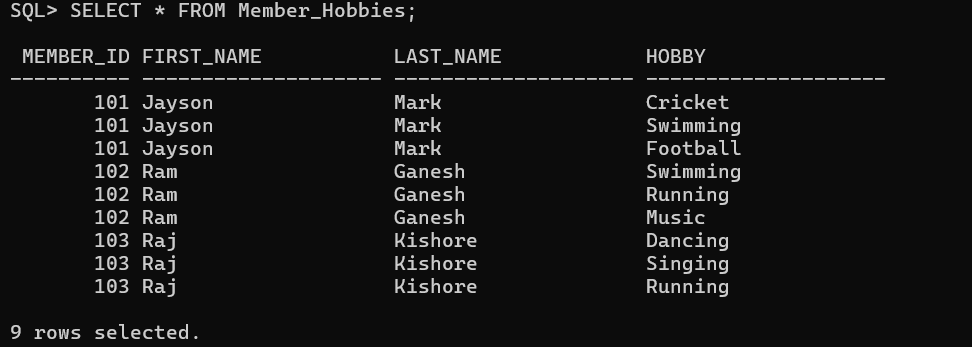 SQL> SELECT * FROM Member_Hobbies;
MEMBER_ID FIRST_NAME LAST_NAME HOBBY
---------- -------------------- -------------------- --------------------
101 Jayson Mark Cricket
101 Jayson Mark Swimming
101 Jayson Mark Football
102 Ram Ganesh Swimming
102 Ram Ganesh Running
102 Ram Ganesh Music
103 Raj Kishore Dancing
103 Raj Kishore Singing
103 Raj Kishore Running
9 rows selected.